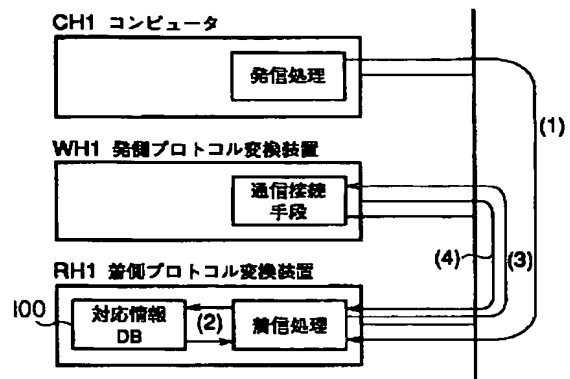 CH1 コンピュータ
発信処理
(1)
WH1 発側プロトコル変換装置
通信接続
手段
(4)
(3)
RH1 着側プロトコル変換装置
100
対応情報
DB
(2)
着信処理